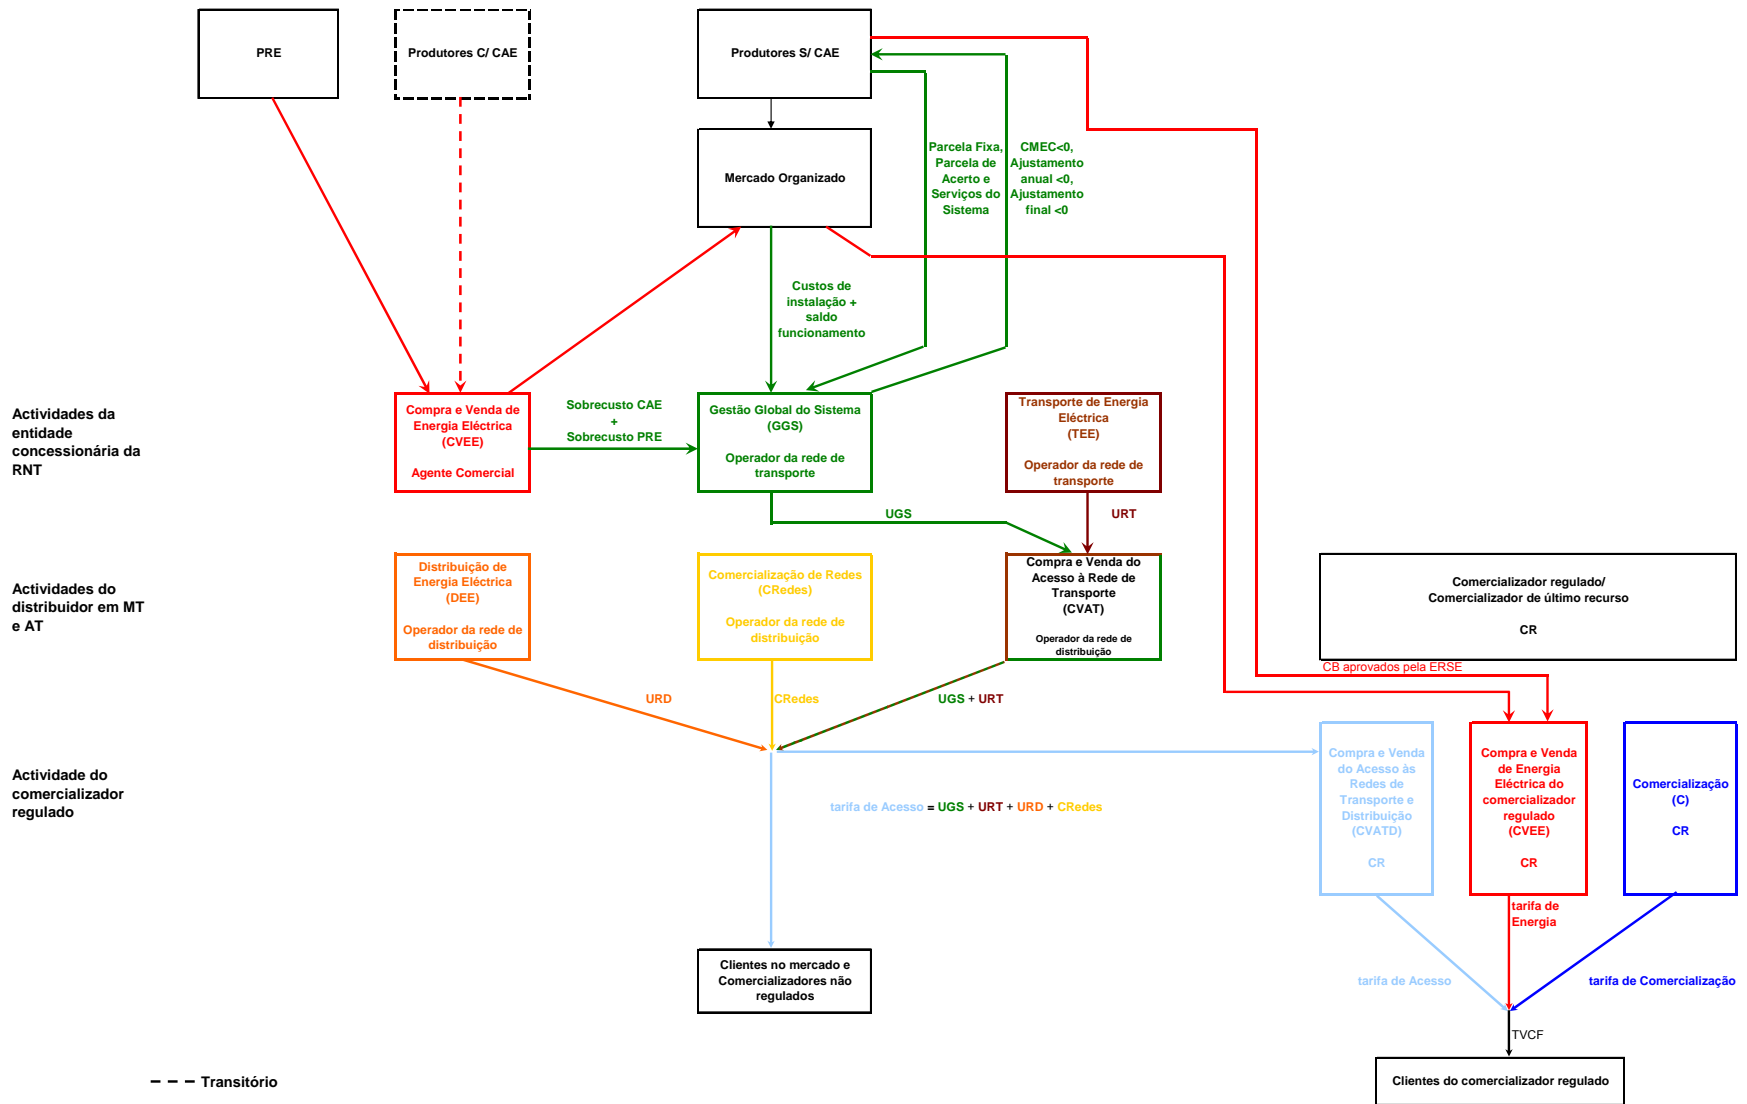 PRE
Produtores C/ CAE
Produtores S/ CAE
Mercado Organizado
Parcela Fixa,
Parcela de
Acerto e
Serviços do
Sistema
CMEC<0,
Ajustamento
anual <0,
Ajustamento
final <0
Custos de
instalação +
saldo
funcionamento
Actividades da
entidade
concessionária da
RNT
Compra e Venda de
Energia Eléctrica
(CVEE)
Agente Comercial
Sobrecusto CAE
+
Sobrecusto PRE
Gestão Global do Sistema
(GGS)
Operador da rede de
transporte
Transporte de Energia
Eléctrica
(TEE)
Operador da rede de
transporte
UGS
URT
Actividades do
distribuidor em MT
e AT
Distribuição de
Energia Eléctrica
(DEE)
Operador da rede de
distribuição
Comercialização de Redes
(CRedes)
Operador da rede de
distribuição
Compra e Venda do
Acesso à Rede de
Transporte
(CVAT)
Operador da rede de
distribuição
Comercializador regulado/
Comercializador de último recurso
CR
CB aprovados pela ERSE
URD
CRedes
UGS + URT
Actividade do
comercializador
regulado
tarifa de Acesso = UGS + URT + URD + CRedes
Compra e Venda
do Acesso às
Redes de
Transporte e
Distribuição
(CVATD)
CR
Compra e Venda
de Energia
Eléctrica do
comercializador
regulado
(CVEE)
CR
Comercialização
(C)
CR
tarifa de
Energia
tarifa de Acesso
tarifa de Comercialização
Clientes no mercado e
Comercializadores não
regulados
TVCF
Clientes do comercializador regulado
Transitório